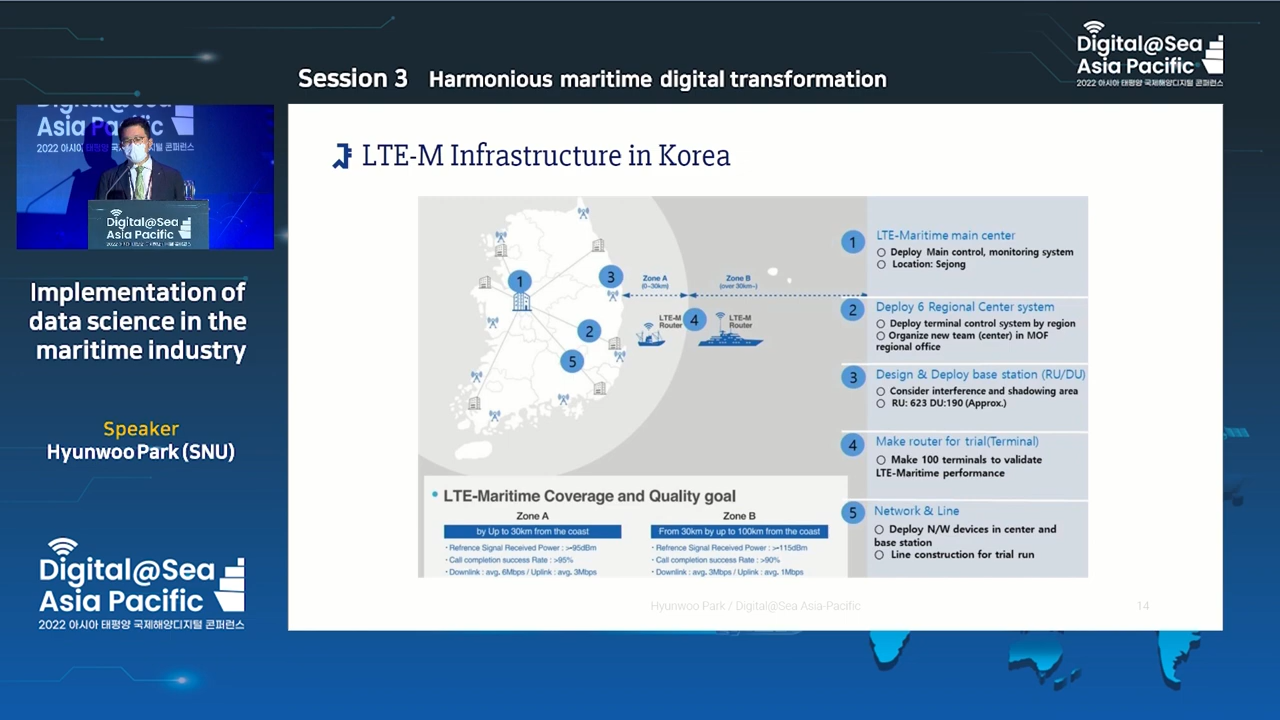 Session 3 Harmonious maritime digital transformation
Digital@Sea
Asia Pacific
2022 아시아 태평양 국제해양디지털 콘퍼런스
Asia Pacific
2022 아시아 태평양
Digital@Sea
Asia Pacific
Implementation of
data science in the
maritime industry
Speaker
Hyunwoo Park (SNU)
Digital@Sea
Asia Pacific
2022 아시아 태평양 국제해양디지털 콘퍼런스
LTE-M Infrastructure in Korea
1
2
3
4
5
Zone A
(0~30km)
Zone B
(over 30km~)
LTE-M
Router
LTE-M
Router
1 LTE-Maritime main center
○ Deploy Main control, monitoring system
○ Location: Sejong
2 Deploy 6 Regional Center system
○ Deploy terminal control system by region
○ Organize new team (center) in MOF
regional office
3 Design & Deploy base station (RU/DU)
○ Consider interference and shadowing area
○ RU: 623 DU:190 (Approx.)
4 Make router for trial(Terminal)
○ Make 100 terminals to validate
LTE-Maritime performance
5 Network & Line
○ Deploy N/W devices in center and
base station
○ Line construction for trial run
• LTE-Maritime Coverage and Quality goal
Zone A
by Up to 30km from the coast
· Refrence Signal Received Power : >-95dBm
· Call completion success Rate : >95%
· Downlink : avg. 6Mbps / Uplink : avg. 3Mbps
Zone B
From 30km by up to 100km from the coast
· Refrence Signal Received Power : >-115dBm
· Call completion success Rate : >90%
· Downlink : avg. 3Mbps / Uplink : avg. 1Mbps
Hyunwoo Park / Digital@Sea Asia-Pacific
14